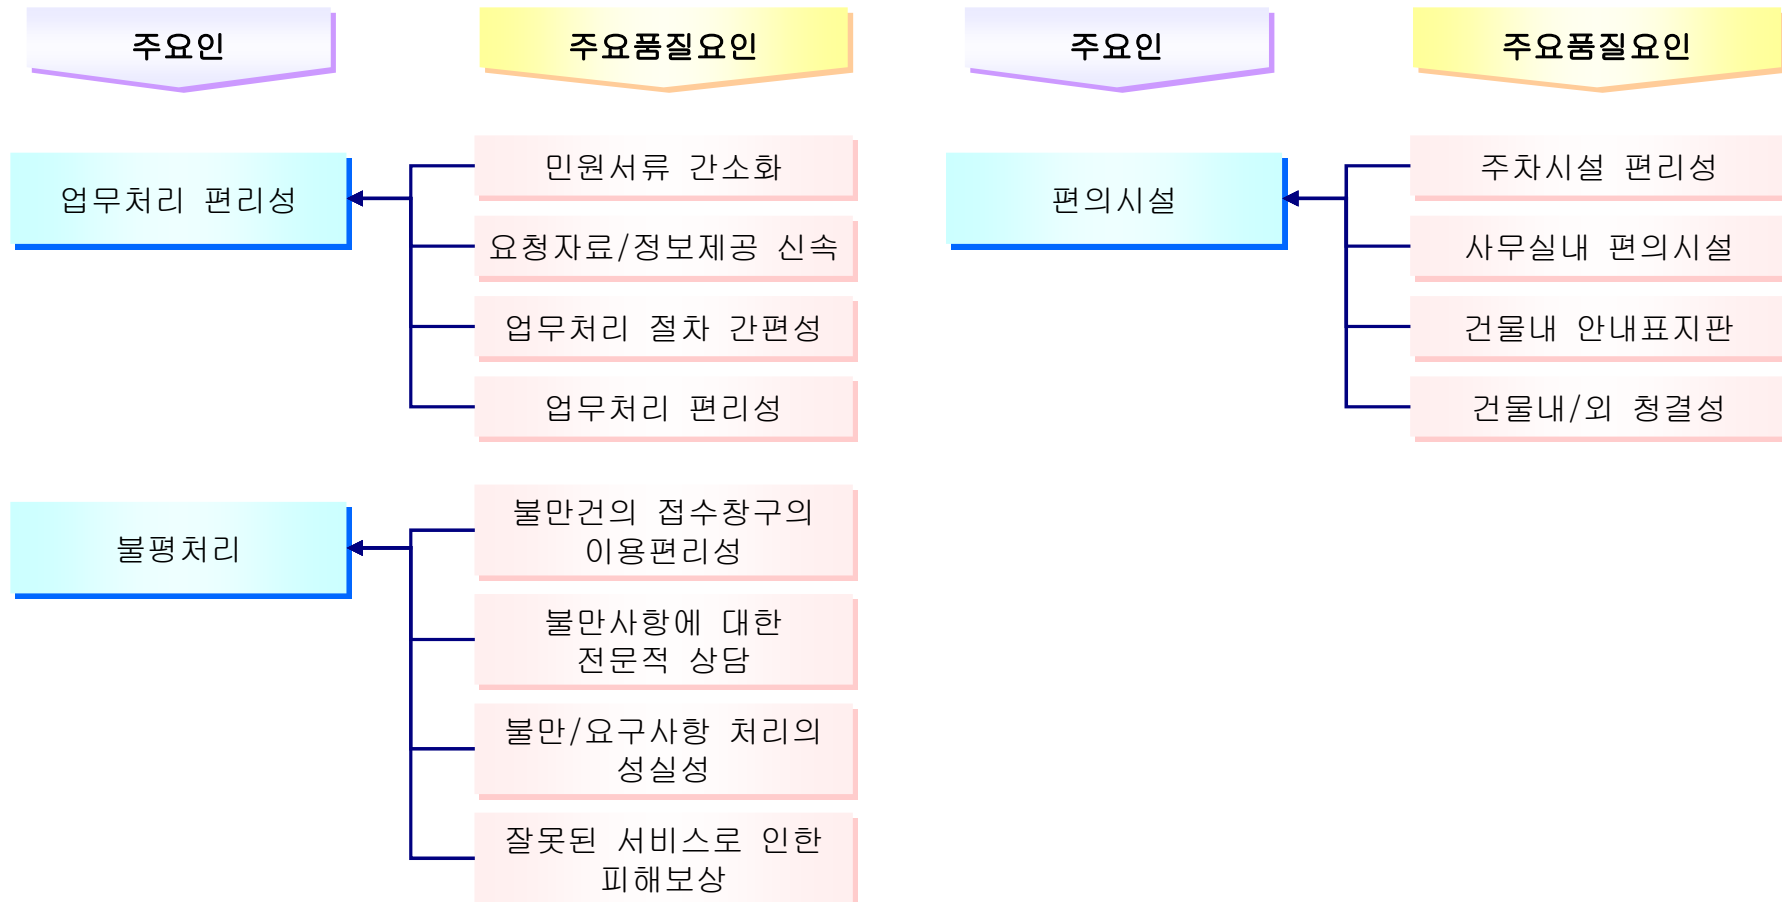 주요인
주요품질요인
업무처리 편리성
민원서류 간소화
요청자료/정보제공 신속
업무처리 절차 간편성
업무처리 편리성
불평처리
불만건의 접수창구의
이용편리성
불만사항에 대한
전문적 상담
불만/요구사항 처리의
성실성
잘못된 서비스로 인한
피해보상
주요인
주요품질요인
편의시설
주차시설 편리성
사무실내 편의시설
건물내 안내표지판
건물내/외 청결성